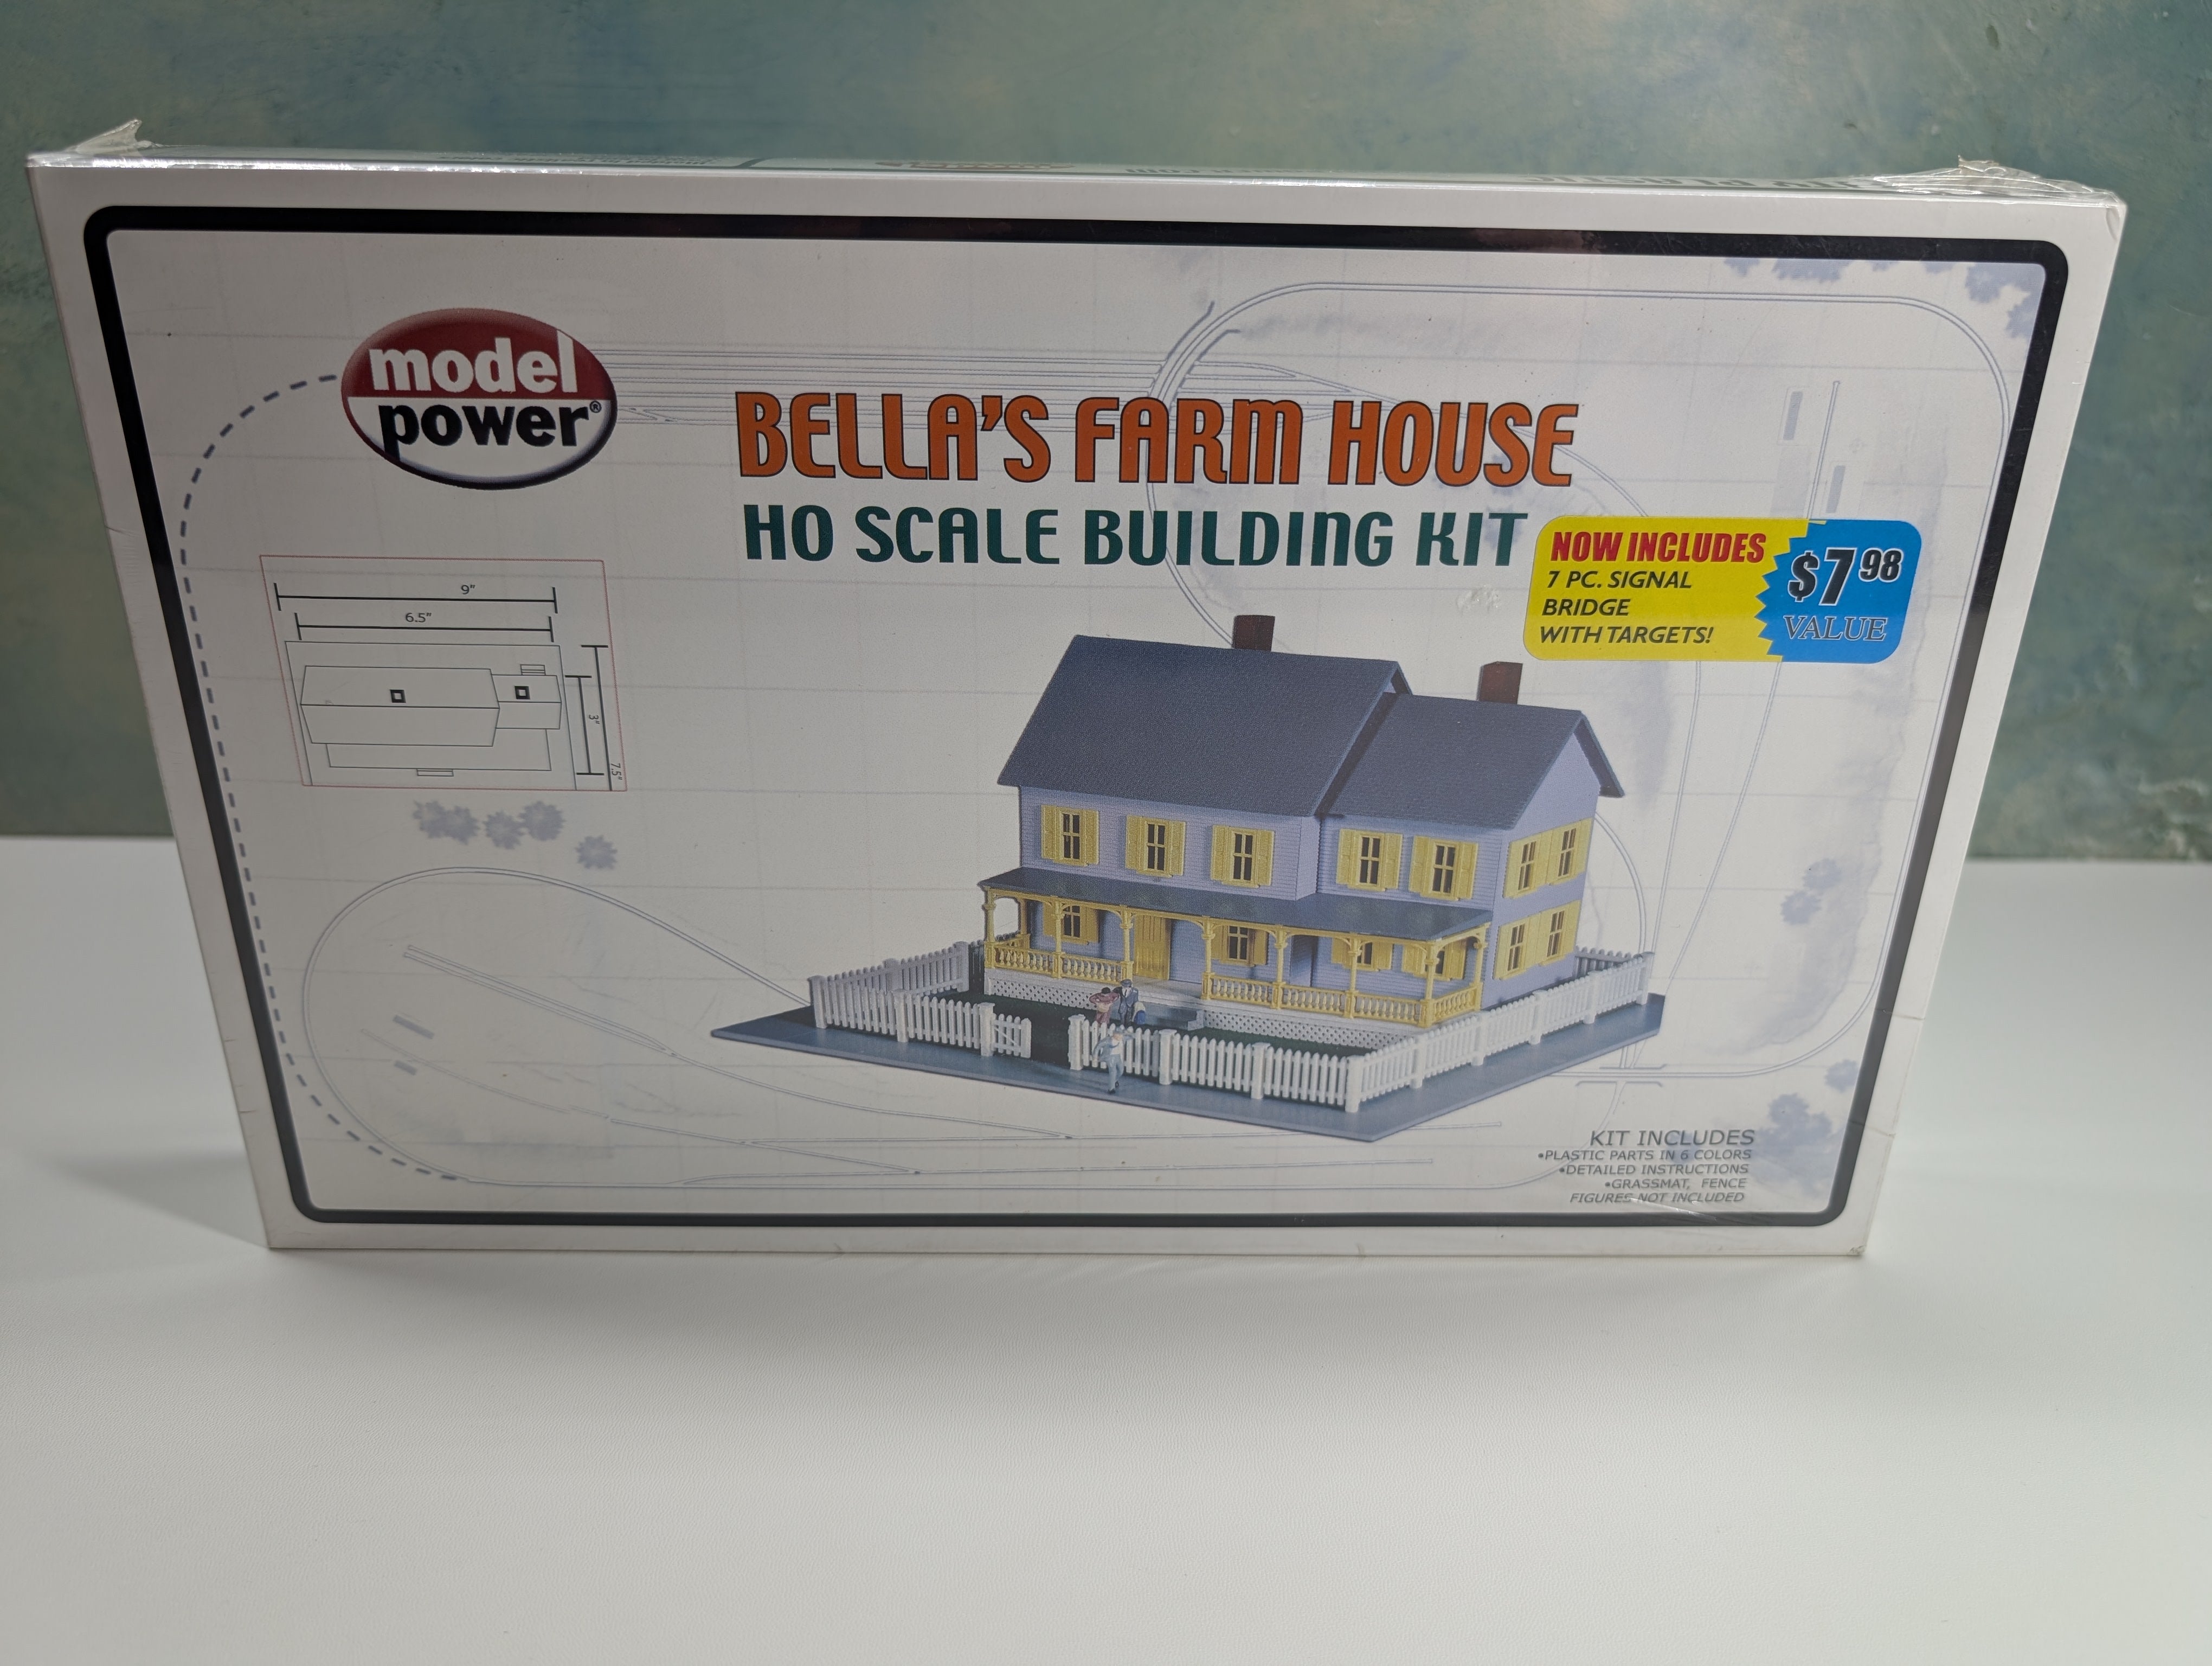 model
power®
BELLA'S FARM HOUSE
HO SCALE BUILDING KIT
NOW INCLUDES
7 PC. SIGNAL
BRIDGE
WITH TARGETS!
$7 98
VALUE
9"
6.5"
3"
7.5"
KIT INCLUDES
•PLASTIC PARTS IN 6 COLORS
•DETAILED INSTRUCTIONS
•GRASSMAT, FENCE
FIGURES NOT INCLUDED